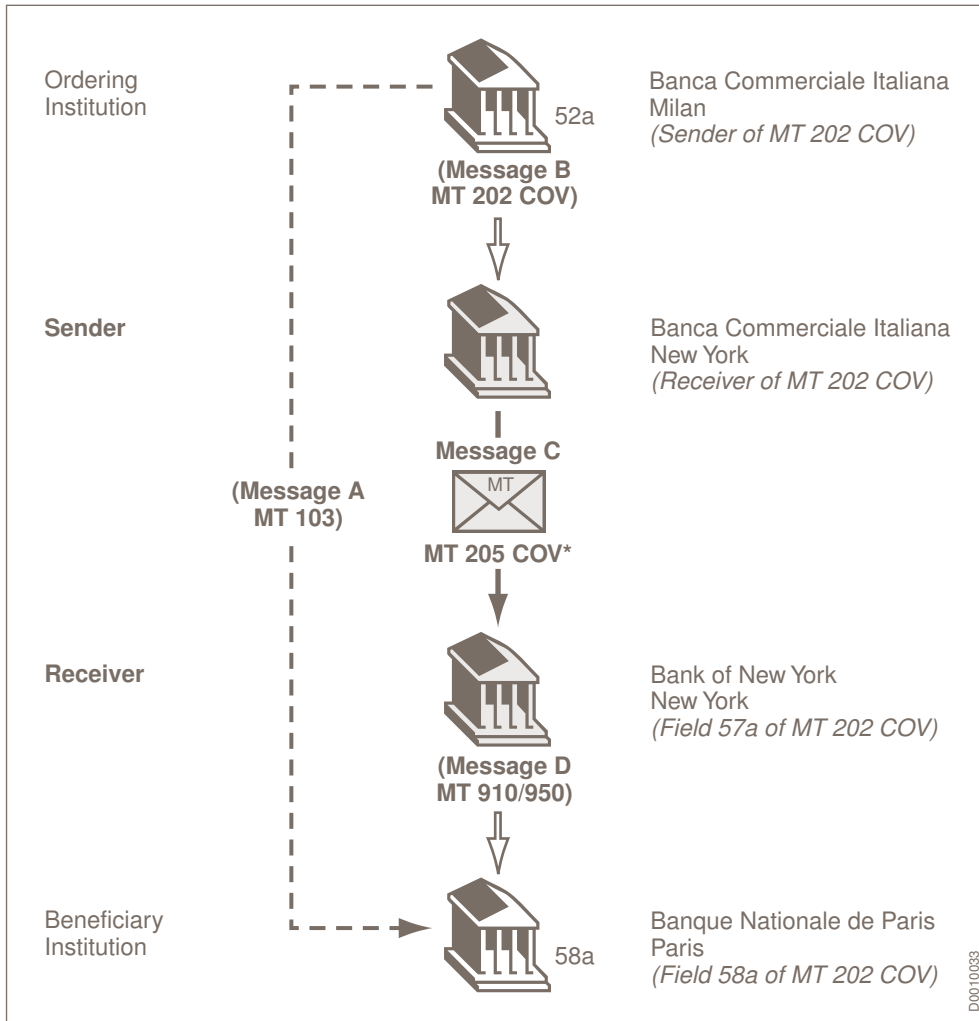 Ordering
Institution
52a
Banca Commerciale Italiana
Milan
(Sender of MT 202 COV)
(Message B
MT 202 COV)
Sender
Banca Commerciale Italiana
New York
(Receiver of MT 202 COV)
Message C
MT
MT 205 COV*
(Message A
MT 103)
Receiver
Bank of New York
New York
(Field 57a of MT 202 COV)
(Message D
MT 910/950)
Beneficiary
Institution
58a
Banque Nationale de Paris
Paris
(Field 58a of MT 202 COV)
D0010033